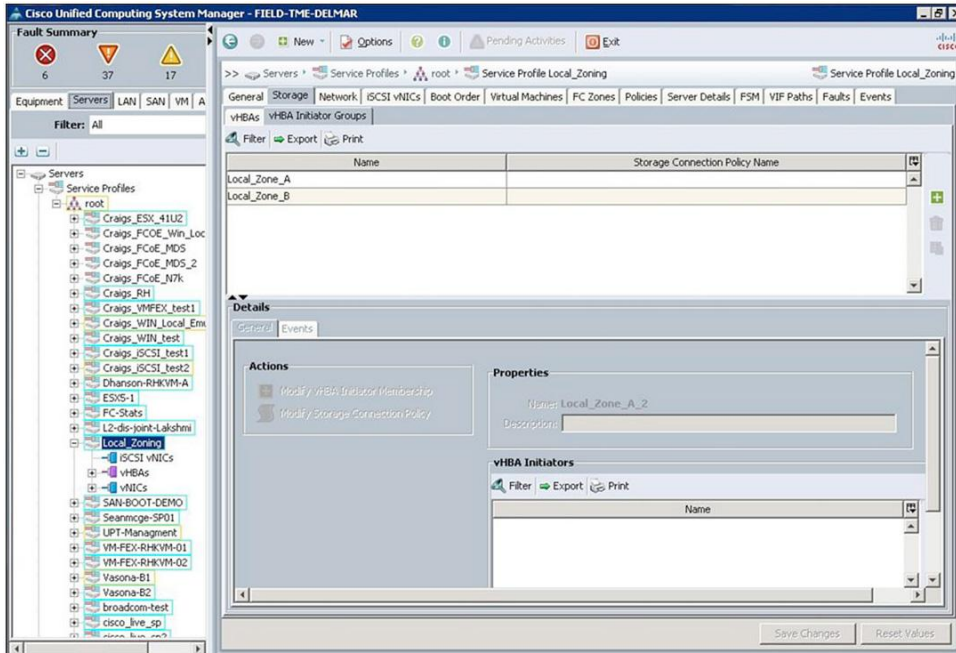 Cisco Unified Computing System Manager - FIELD-TME-DELMAR
Fault Summary
6 37 17
New Options Pending Activities Exit
CISCO
>> Servers Service Profiles root Service Profile Local_Zoning
Service Profile Local_Zoning
Equipment Servers LAN SAN VM A
Filter: All
General Storage Network iSCSI vNICs Boot Order Virtual Machines FC Zones Policies Server Details FSM VIF Paths Faults Events
vHBAs vHBA Initiator Groups
Filter Export Print
Name Storage Connection Policy Name
Local_Zone_A
Local_Zone_B
Servers
Service Profiles
root
Craigs_ESX_41U2
Craigs_FCOE_Win_Loc
Craigs_FCoE_MDS
Craigs_FCoE_MDS_2
Craigs_FCoE_N7k
Craigs_RH
Craigs_VMFEX_test1
Craigs_WIN_Local_Emu
Craigs_WIN_test
Craigs_iSCSI_test1
Craigs_iSCSI_test2
Dhanson-RHKVM-A
ESX5-1
FC-Stats
L2-dis-joint-Lakshmi
Local_Zoning
iSCSI vNICs
vHBAs
vNICs
SAN-BOOT-DEMO
Seanmcge-SP01
UPT-Managment
VM-FEX-RHKVM-01
VM-FEX-RHKVM-02
Vasona-B1
Vasona-B2
broadcom-test
cisco_live_sp
cisco_live_sp2
Details
General Events
Actions
Modify vHBA Initiator Membership
Modify Storage Connection Policy
Properties
Name: Local_Zone_A_2
Description:
vHBA Initiators
Filter Export Print
Name
Save Changes Reset Values